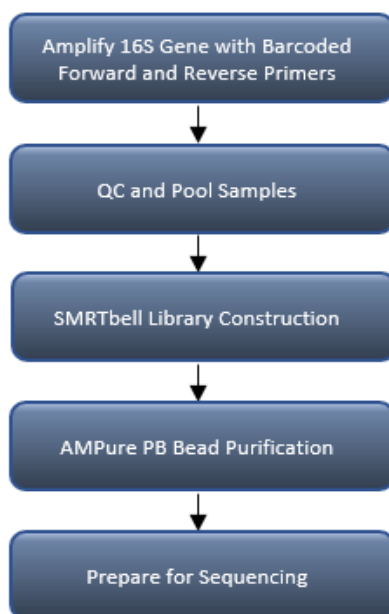 Amplify 16S Gene with Barcoded
Forward and Reverse Primers
QC and Pool Samples
SMRTbell Library Construction
AMPure PB Bead Purification
Prepare for Sequencing